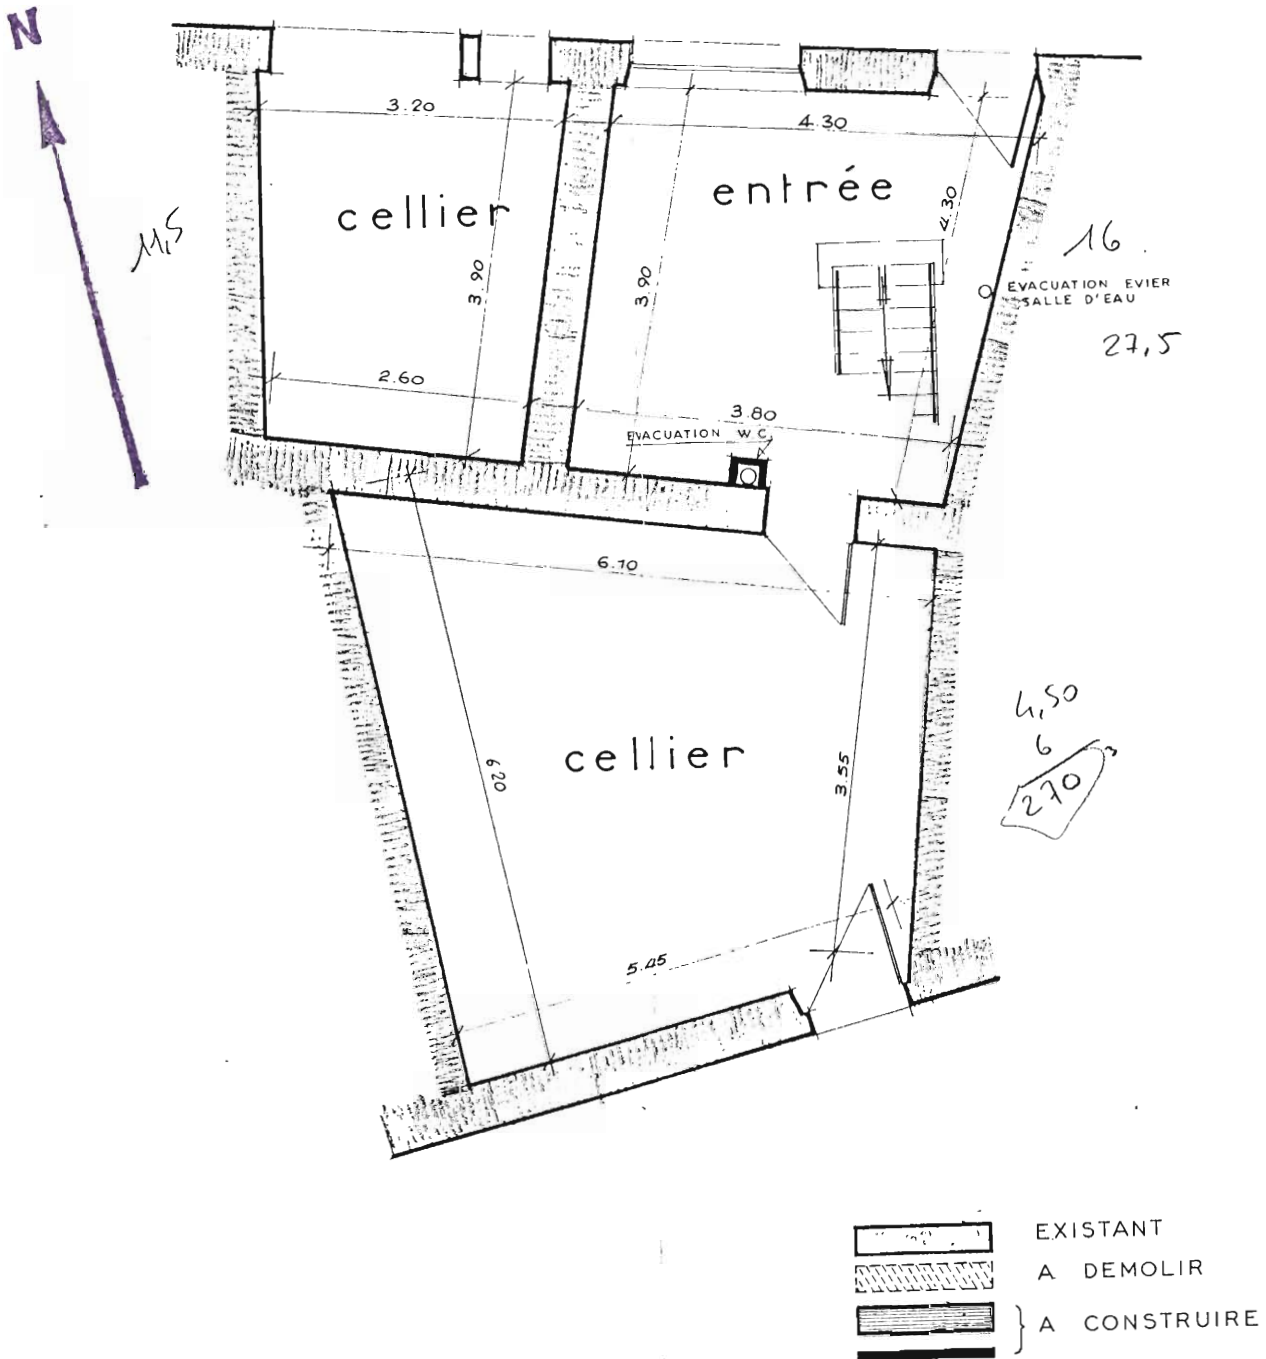 N
3.20
4.30
cellier
entrée
4.30
11,5
16
3.90
3.90
EVACUATION EVIER
SALLE D'EAU
27,5
2.60
3.80
EVACUATION W C
6.10
4,50
6
270
cellier
6 20
3.55
5.45
EXISTANT
A DEMOLIR
A CONSTRUIRE